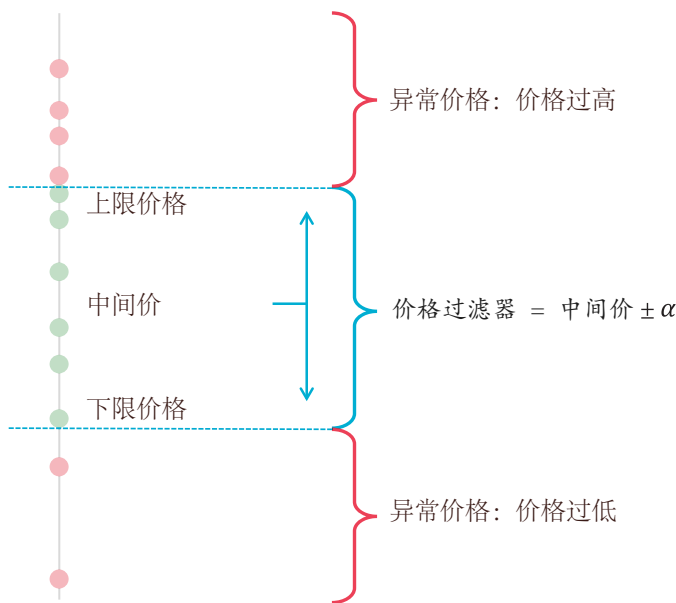 异常价格：价格过高
上限价格
中间价
价格过滤器 = 中间价 ± α
下限价格
异常价格：价格过低